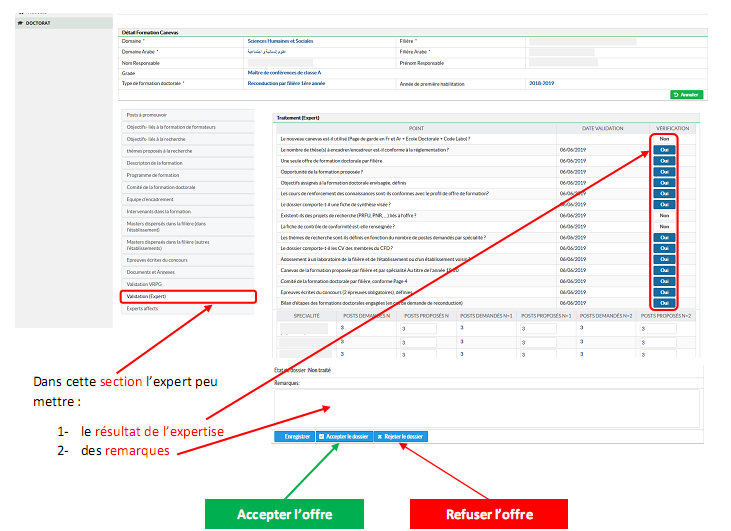 DOCTORAT
Détail Formation Canevas
Domaine * Sciences Humaines et Sociales Filière *
Domaine Arabe * Filière Arabe *
Nom Responsable Prénom Responsable
Grade Maître de conférences de classe A
Type de formation doctorale * Reconduction par filière 1ère année Année de première habilitation 2018-2019
Annuler
Posts à promouvoir
Objectifs- liés à la formation de formateurs
Objectifs- liés à la recherche
thèmes proposés à la recherche
Description de la formation
Programme de formation
Comité de la formation doctorale
Equipe d'encadrement
Intervenants dans la formation
Masters dispensés dans la filière (dans
l'établissement)
Masters dispensés dans la filière (autres
établissements)
Epreuves écrites du concours
Documents et Annexes
Validation VRPG
Validation (Expert)
Experts affects
Traitement (Expert)
POINT DATE VALIDATION VÉRIFICATION
Le nouveau canevas est-il utilisé (Page de garde en Fr et Ar + Ecole Doctorale + Code Labo) ? Non
Le nombre de thèse(s) à encadrer/encadreur est-il conforme à la réglementation ? 06/06/2019 Oui
Une seule offre de formation doctorale par filière 06/06/2019 Oui
Opportunité de la formation proposée ? 06/06/2019 Oui
Objectifs assignés à la formation doctorale envisagée, définis 06/06/2019 Oui
Les cours de renforcement des connaissances sont-ils conformes avec le profil de offre de formation? 06/06/2019 Oui
Le dossier comporte-t-il une fiche de synthèse visée ? 06/06/2019 Oui
Existent-ils des projets de recherche (PRFU, PNR, ...) liés à l'offre ? 06/06/2019 Non
La fiche de contrôle de conformité est-elle renseignée ? 06/06/2019 Non
Les thèmes de recherche sont-ils définis en fonction du nombre de postes demandés par spécialité ? 06/06/2019 Oui
Le dossier comporte-t-il les CV des membres du CFD ? 06/06/2019 Oui
Adossement à un laboratoire de la filière et de l'établissement ou d'un établissement voisin ? 06/06/2019 Oui
Canevas de la formation proposée par filière et par spécialité Au titre de l'année 06/06/2019 Oui
Comité de la formation doctorale par filière, conforme Page 4 06/06/2019 Oui
Epreuves écrites du concours (2 épreuves obligatoires), définies 06/06/2019 Oui
Bilan d'étapes des formations doctorales engagées (en cas de demande de reconduction) 06/06/2019 Oui
SPECIALITÉ POSTS DEMANDÉS N POSTS PROPOSÉS N POSTS DEMANDÉS N+1 POSTS PROPOSÉS N+1 POSTS DEMANDÉS N+2 POSTS PROPOSÉS N+2
3 3 3 3 3 3
3 3 3 3 3 3
3 3 3 3 3 3
État de dossier : Non traité
Remarques:
Enregistrer Accepter le dossier Rejeter le dossier
Dans cette section l'expert peu
mettre :
1- le résultat de l'expertise
2- des remarques
Accepter l'offre Refuser l'offre